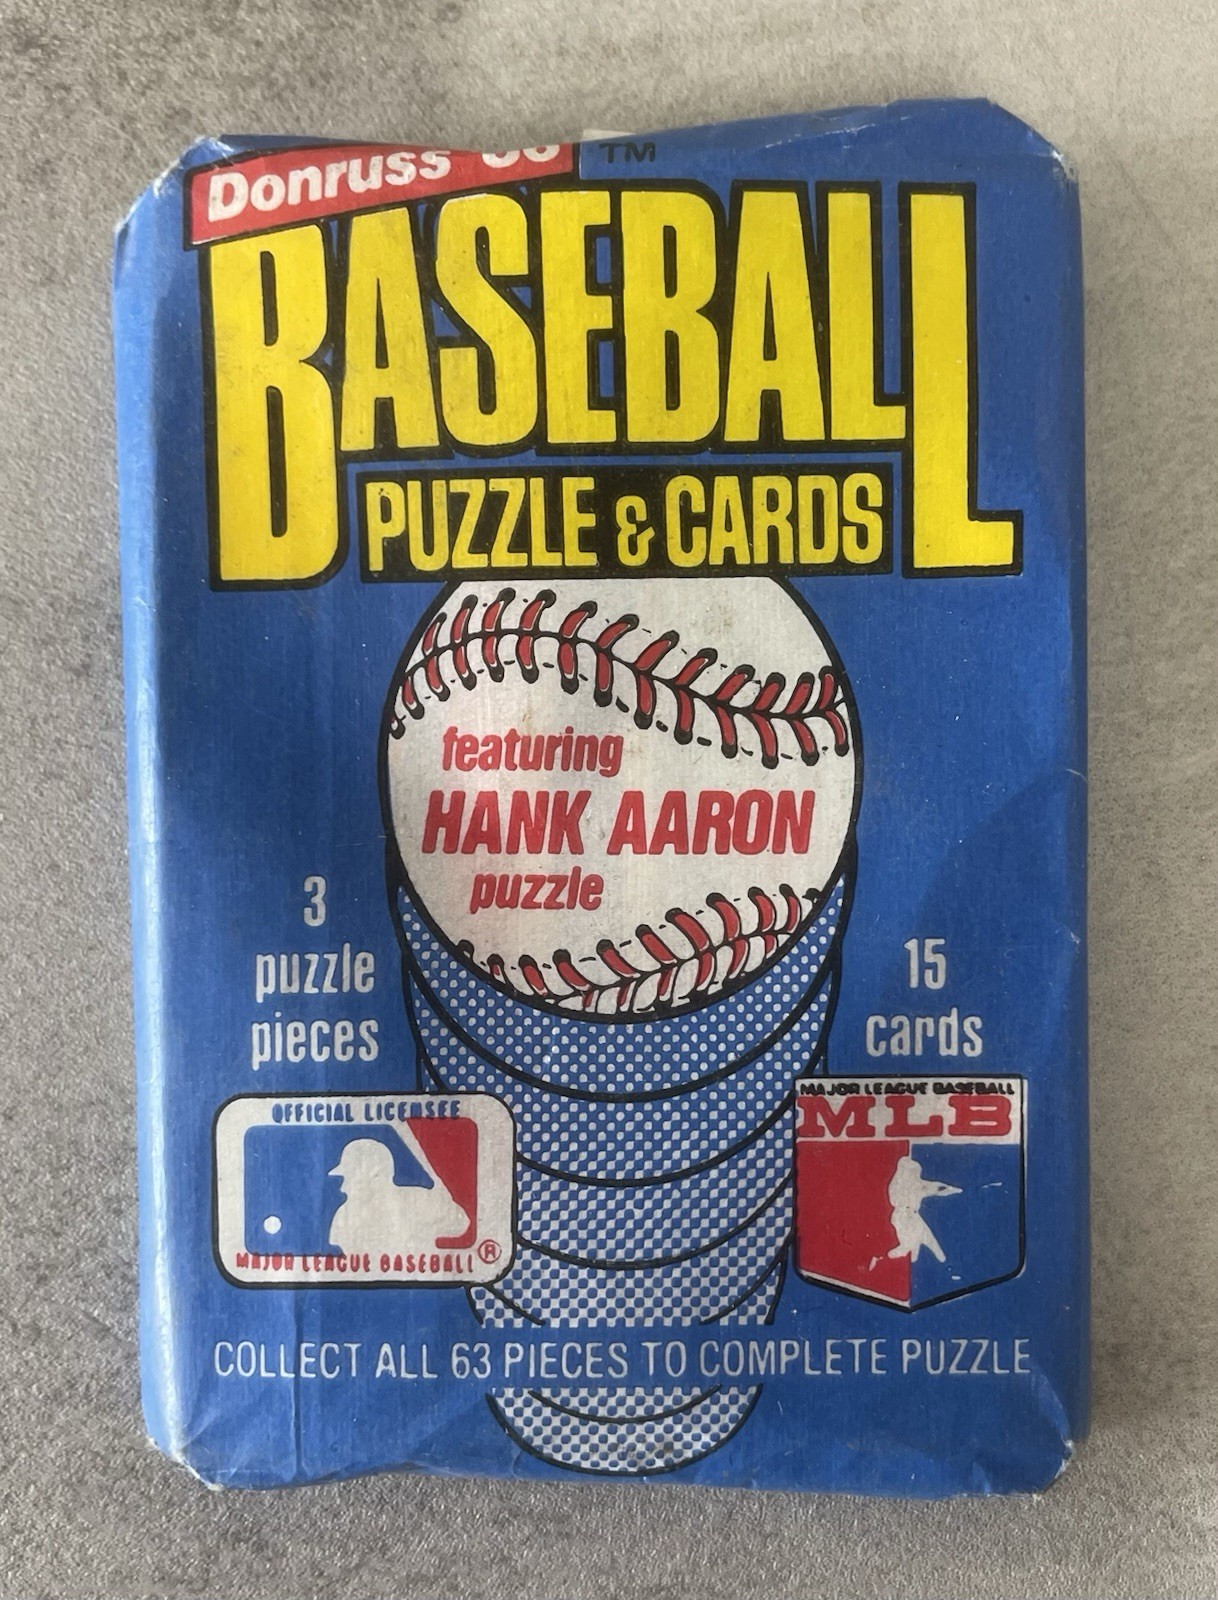 Donruss '86
TM
BASEBALL
PUZZLE & CARDS
featuring
HANK AARON
puzzle
3
puzzle
pieces
15
cards
OFFICIAL LICENSEE
MAJOR LEAGUE BASEBALL ®
MAJOR LEAGUE BASEBALL
MLB
COLLECT ALL 63 PIECES TO COMPLETE PUZZLE